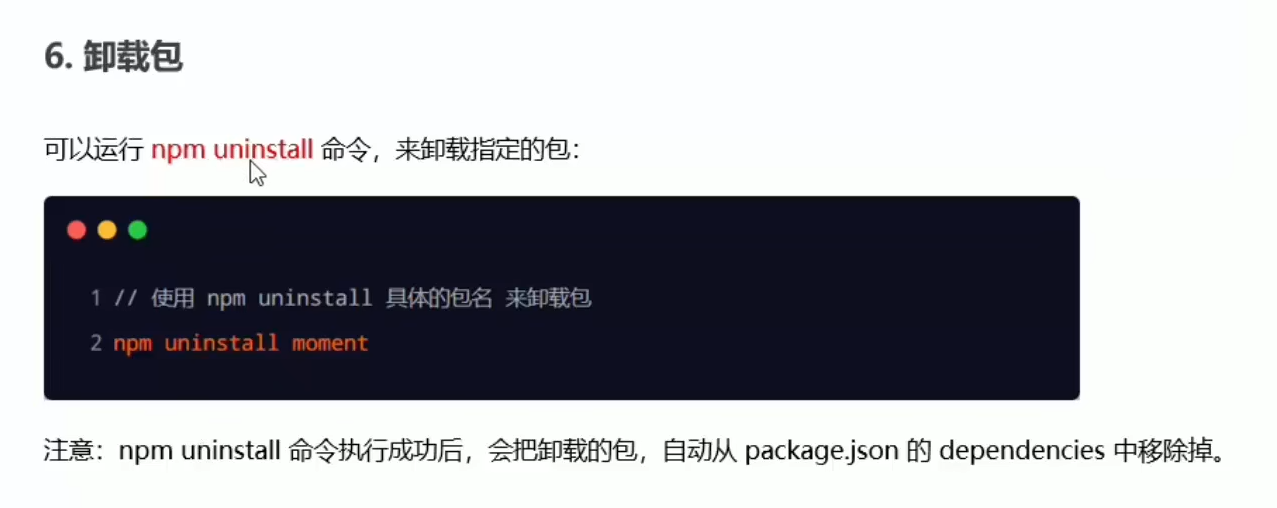 6. 卸载包
可以运行 npm uninstall 命令，来卸载指定的包：
1 // 使用 npm uninstall 具体的包名 来卸载包
2 npm uninstall moment
注意：npm uninstall 命令执行成功后，会把卸载的包，自动从 package.json 的 dependencies 中移除掉。